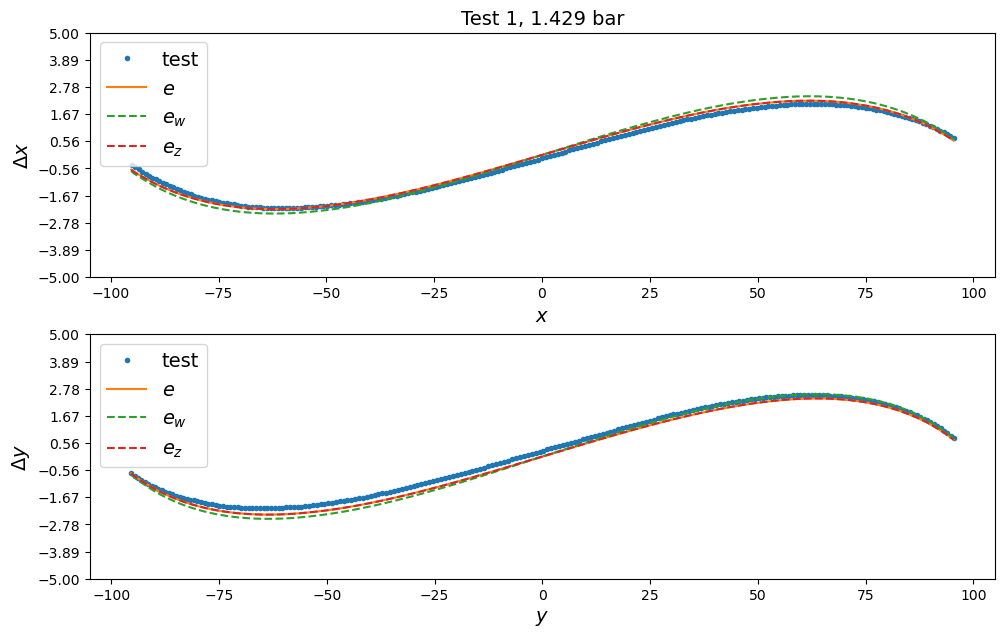 Test 1, 1.429 bar
5.00
3.89
2.78
1.67
0.56
−0.56
−1.67
−2.78
−3.89
−5.00
Δx
test
e
e_w
e_z
−100 −75 −50 −25 0 25 50 75 100
x
5.00
3.89
2.78
1.67
0.56
−0.56
−1.67
−2.78
−3.89
−5.00
Δy
test
e
e_w
e_z
−100 −75 −50 −25 0 25 50 75 100
y